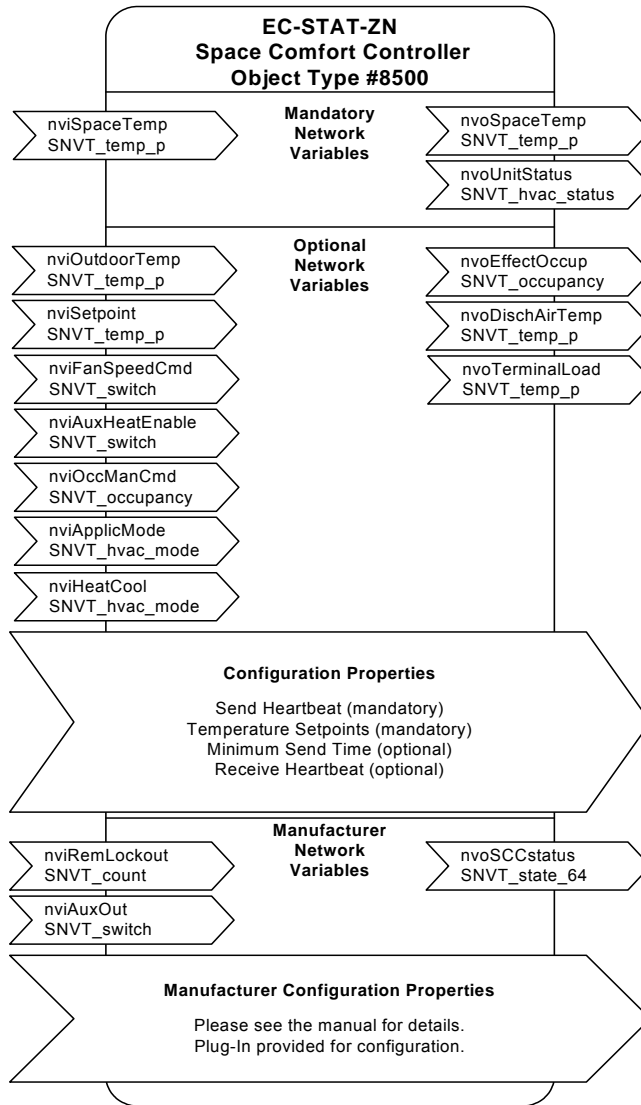 EC-STAT-ZN
Space Comfort Controller
Object Type #8500
Mandatory
Network
Variables
nviSpaceTemp
SNVT_temp_p
nvoSpaceTemp
SNVT_temp_p
nvoUnitStatus
SNVT_hvac_status
Optional
Network
Variables
nviOutdoorTemp
SNVT_temp_p
nviSetpoint
SNVT_temp_p
nviFanSpeedCmd
SNVT_switch
nviAuxHeatEnable
SNVT_switch
nviOccManCmd
SNVT_occupancy
nviApplicMode
SNVT_hvac_mode
nviHeatCool
SNVT_hvac_mode
nvoEffectOccup
SNVT_occupancy
nvoDischAirTemp
SNVT_temp_p
nvoTerminalLoad
SNVT_temp_p
Configuration Properties
Send Heartbeat (mandatory)
Temperature Setpoints (mandatory)
Minimum Send Time (optional)
Receive Heartbeat (optional)
Manufacturer
Network
Variables
nviRemLockout
SNVT_count
nviAuxOut
SNVT_switch
nvoSCCstatus
SNVT_state_64
Manufacturer Configuration Properties
Please see the manual for details.
Plug-In provided for configuration.